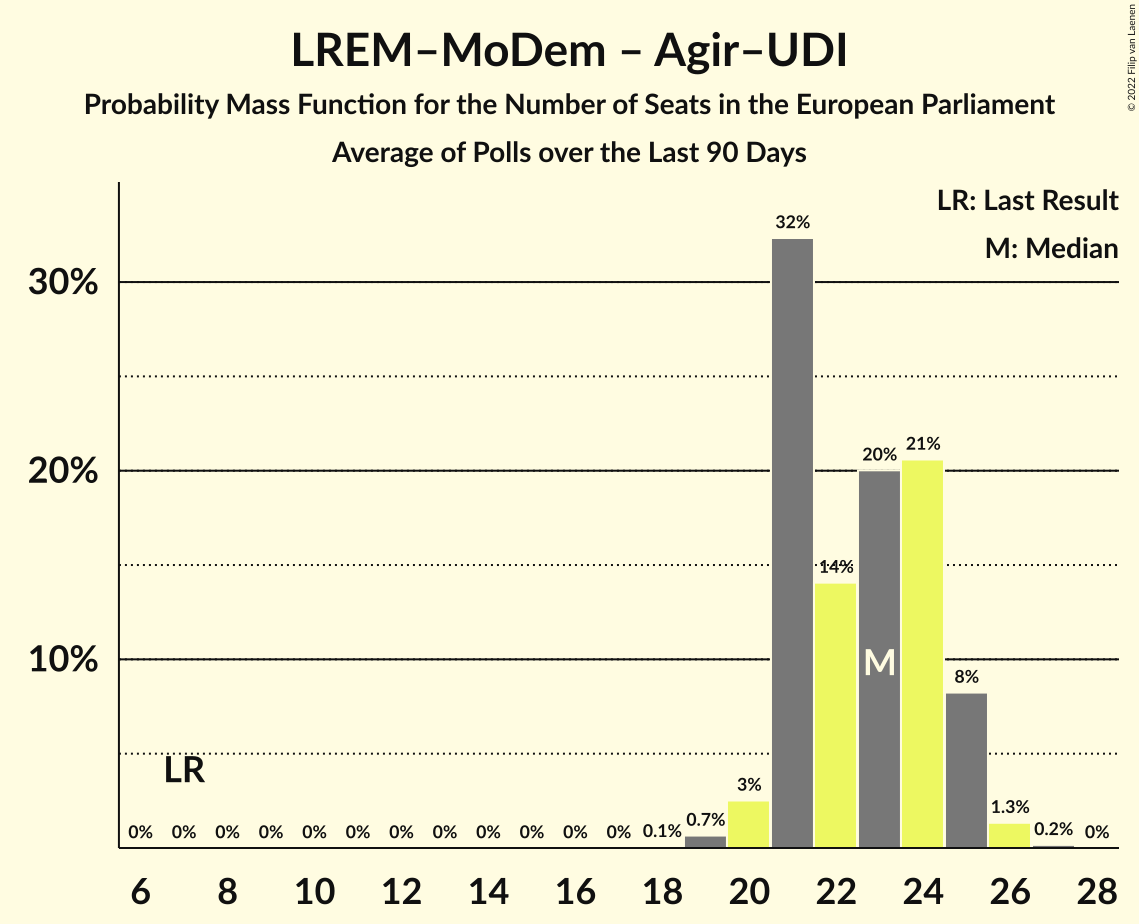 LREM–MoDem – Agir–UDI
Probability Mass Function for the Number of Seats in the European Parliament
Average of Polls over the Last 90 Days
© 2022 Filip van Laenen
LR: Last Result
M: Median
32%
30%
21%
20%
20%
14%
10%
M
8%
LR
3%
1.3%
0.7%
0% 0% 0% 0% 0% 0% 0% 0% 0% 0% 0% 0% 0.1% 0.2% 0%
6 8 10 12 14 16 18 20 22 24 26 28